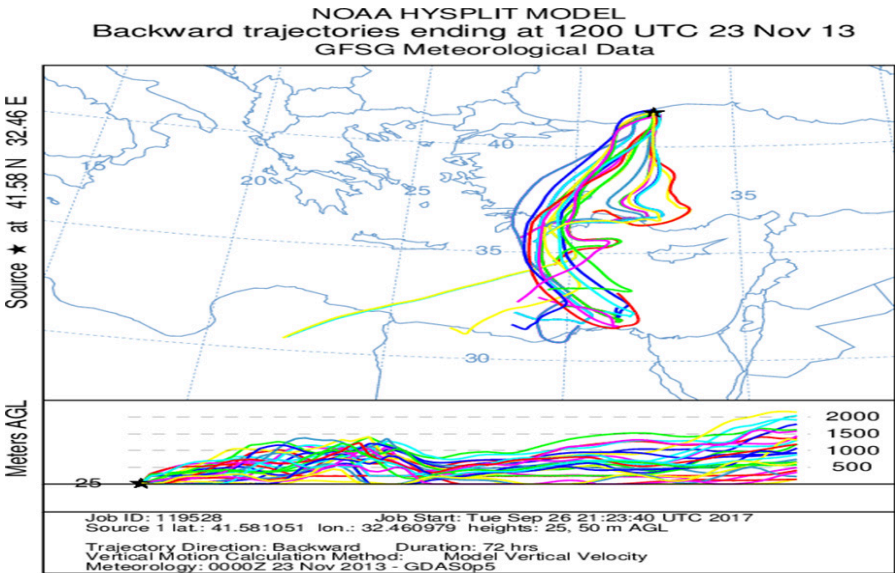 NOAA HYSPLIT MODEL
Backward trajectories ending at 1200 UTC 23 Nov 13
GFSG Meteorological Data
Source ★ at 41.58 N 32.46 E
15
20
25
40
35
35
30
Meters AGL
25
2000
1500
1000
500
Job ID: 119528 Job Start: Tue Sep 26 21:23:40 UTC 2017
Source 1 lat.: 41.581051 lon.: 32.460979 heights: 25, 50 m AGL
Trajectory Direction: Backward Duration: 72 hrs
Vertical Motion Calculation Method: Model Vertical Velocity
Meteorology: 0000Z 23 Nov 2013 - GDAS0p5